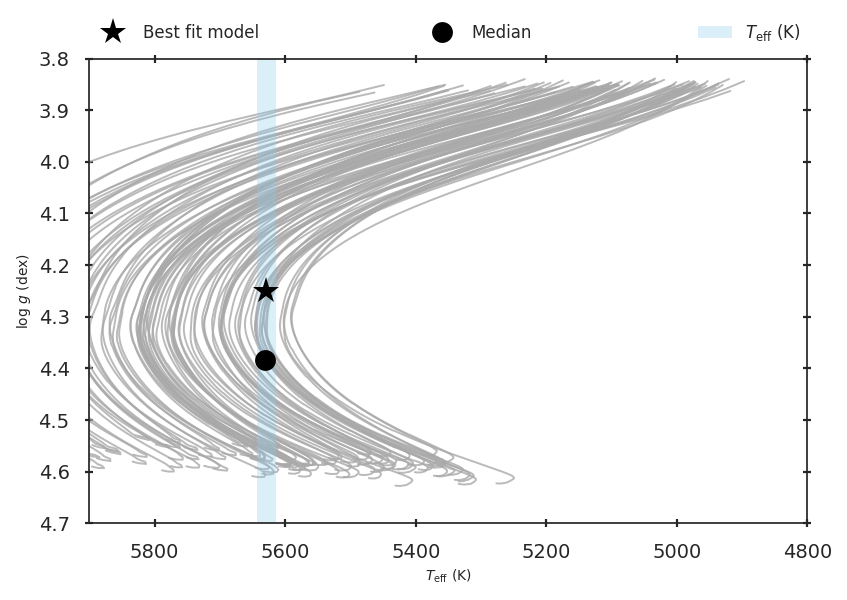 Best fit model Median T_eff (K)
3.8
3.9
4.0
4.1
4.2
4.3
4.4
4.5
4.6
4.7
log g (dex)
5800 5600 5400 5200 5000 4800
T_eff (K)